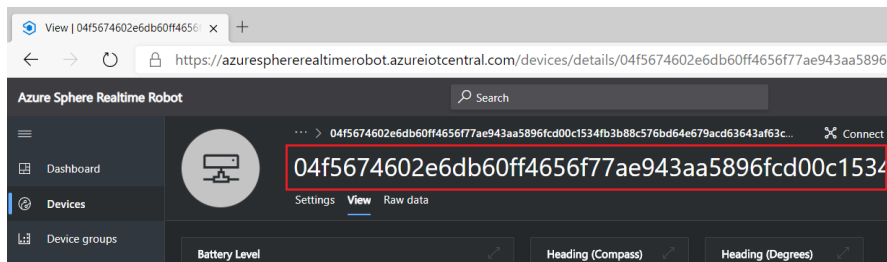 View | 04f5674602e6db60ff4656f
https://azurespherерealtimerobot.azureiotcentral.com/devices/details/04f5674602e6db60ff4656f77ae943aa5896
Azure Sphere Realtime Robot
Search
··· > 04f5674602e6db60ff4656f77ae943aa5896fcd00c1534fb3b88c576bd64e679acd63643af63c...
Connect
04f5674602e6db60ff4656f77ae943aa5896fcd00c1534
Dashboard
Settings View Raw data
Devices
Device groups
Battery Level
Heading (Compass)
Heading (Degrees)